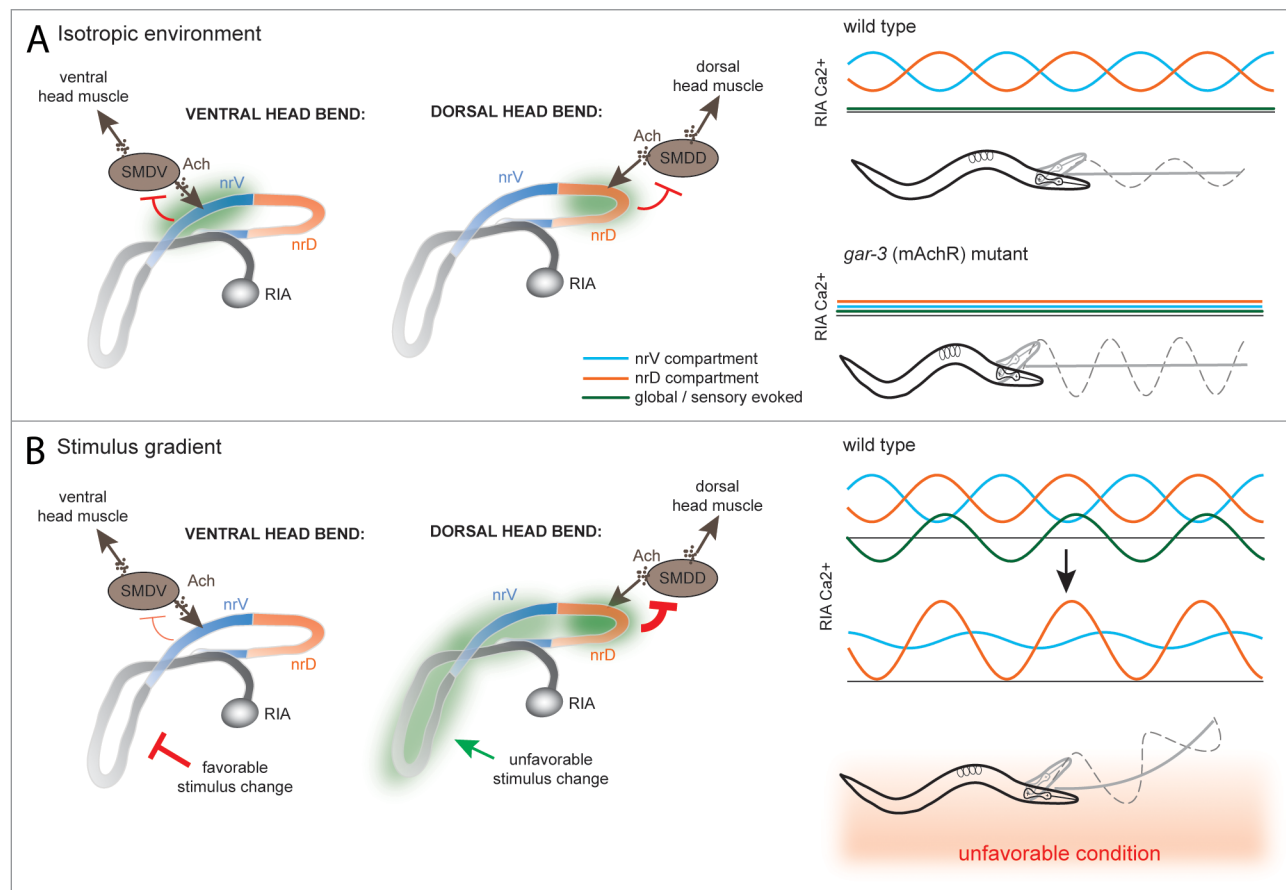 A Isotropic environment
ventral
head muscle
VENTRAL HEAD BEND:
SMDV
Ach
nrV
nrD
RIA
DORSAL HEAD BEND:
dorsal
head muscle
Ach
SMDD
nrV
nrD
RIA
nrV compartment
nrD compartment
global / sensory evoked
wild type
RIA Ca2+
gar-3 (mAchR) mutant
RIA Ca2+
B Stimulus gradient
ventral
head muscle
VENTRAL HEAD BEND:
SMDV
Ach
nrV
nrD
RIA
favorable
stimulus change
DORSAL HEAD BEND:
dorsal
head muscle
Ach
SMDD
nrV
nrD
RIA
unfavorable
stimulus change
wild type
RIA Ca2+
unfavorable condition